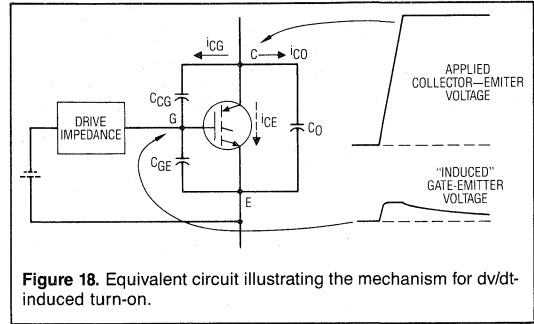 iCG
C
iCO
CCG
G
DRIVE
IMPEDANCE
iCE
CO
CGE
E
APPLIED
COLLECTOR—EMITER
VOLTAGE
“INDUCED”
GATE-EMITTER
VOLTAGE
Figure 18. Equivalent circuit illustrating the mechanism for dv/dt-
induced turn-on.